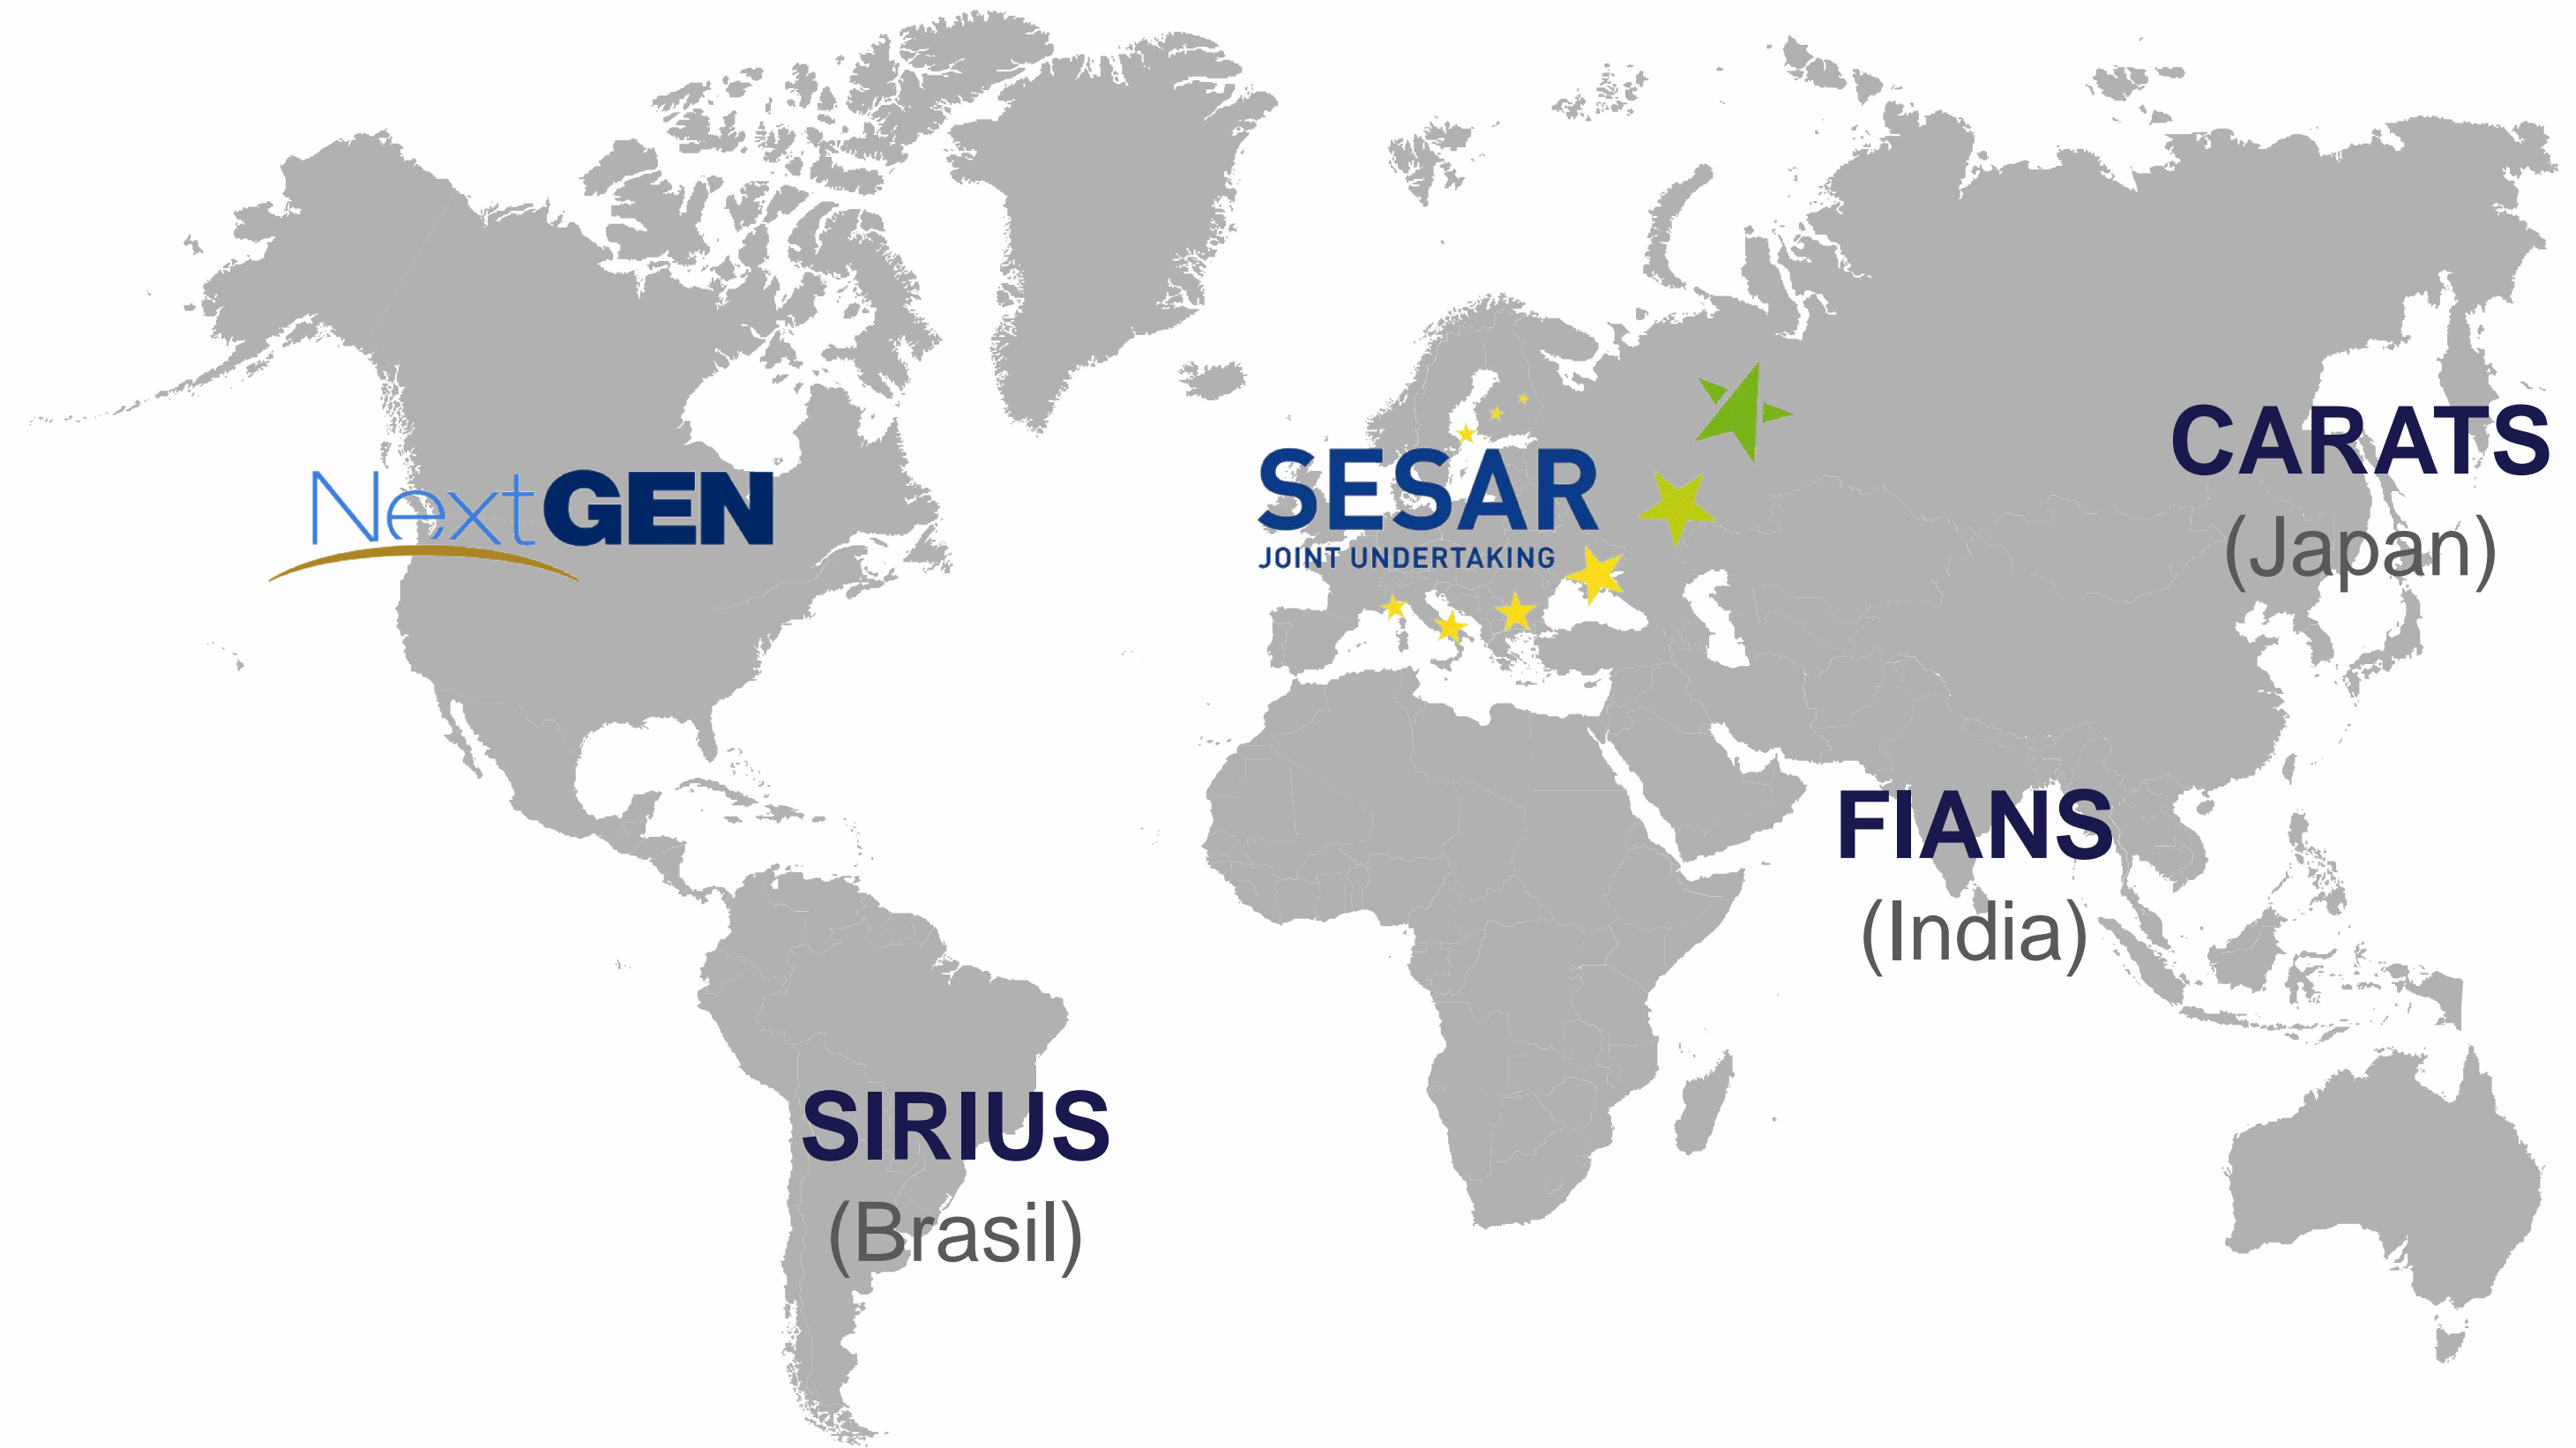 NextGEN
SESAR
JOINT UNDERTAKING
CARATS
(Japan)
FIANS
(India)
SIRIUS
(Brasil)